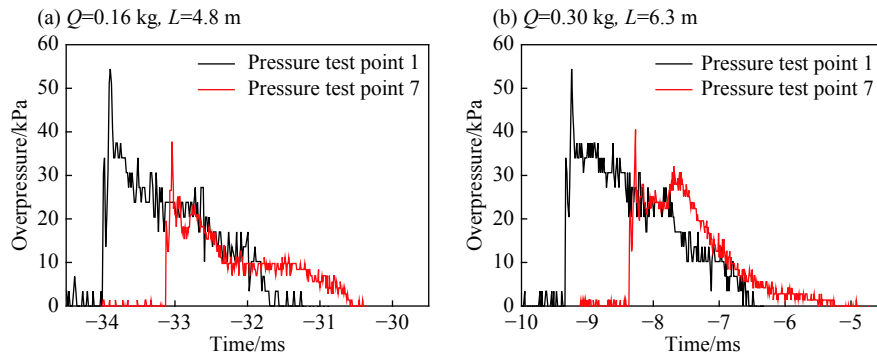 (a) Q=0.16 kg, L=4.8 m
60
50
40
30
20
10
0
Overpressure/kPa
Pressure test point 1
Pressure test point 7
−34 −33 −32 −31 −30
Time/ms
(b) Q=0.30 kg, L=6.3 m
60
50
40
30
20
10
0
Overpressure/kPa
Pressure test point 1
Pressure test point 7
−10 −9 −8 −7 −6 −5
Time/ms